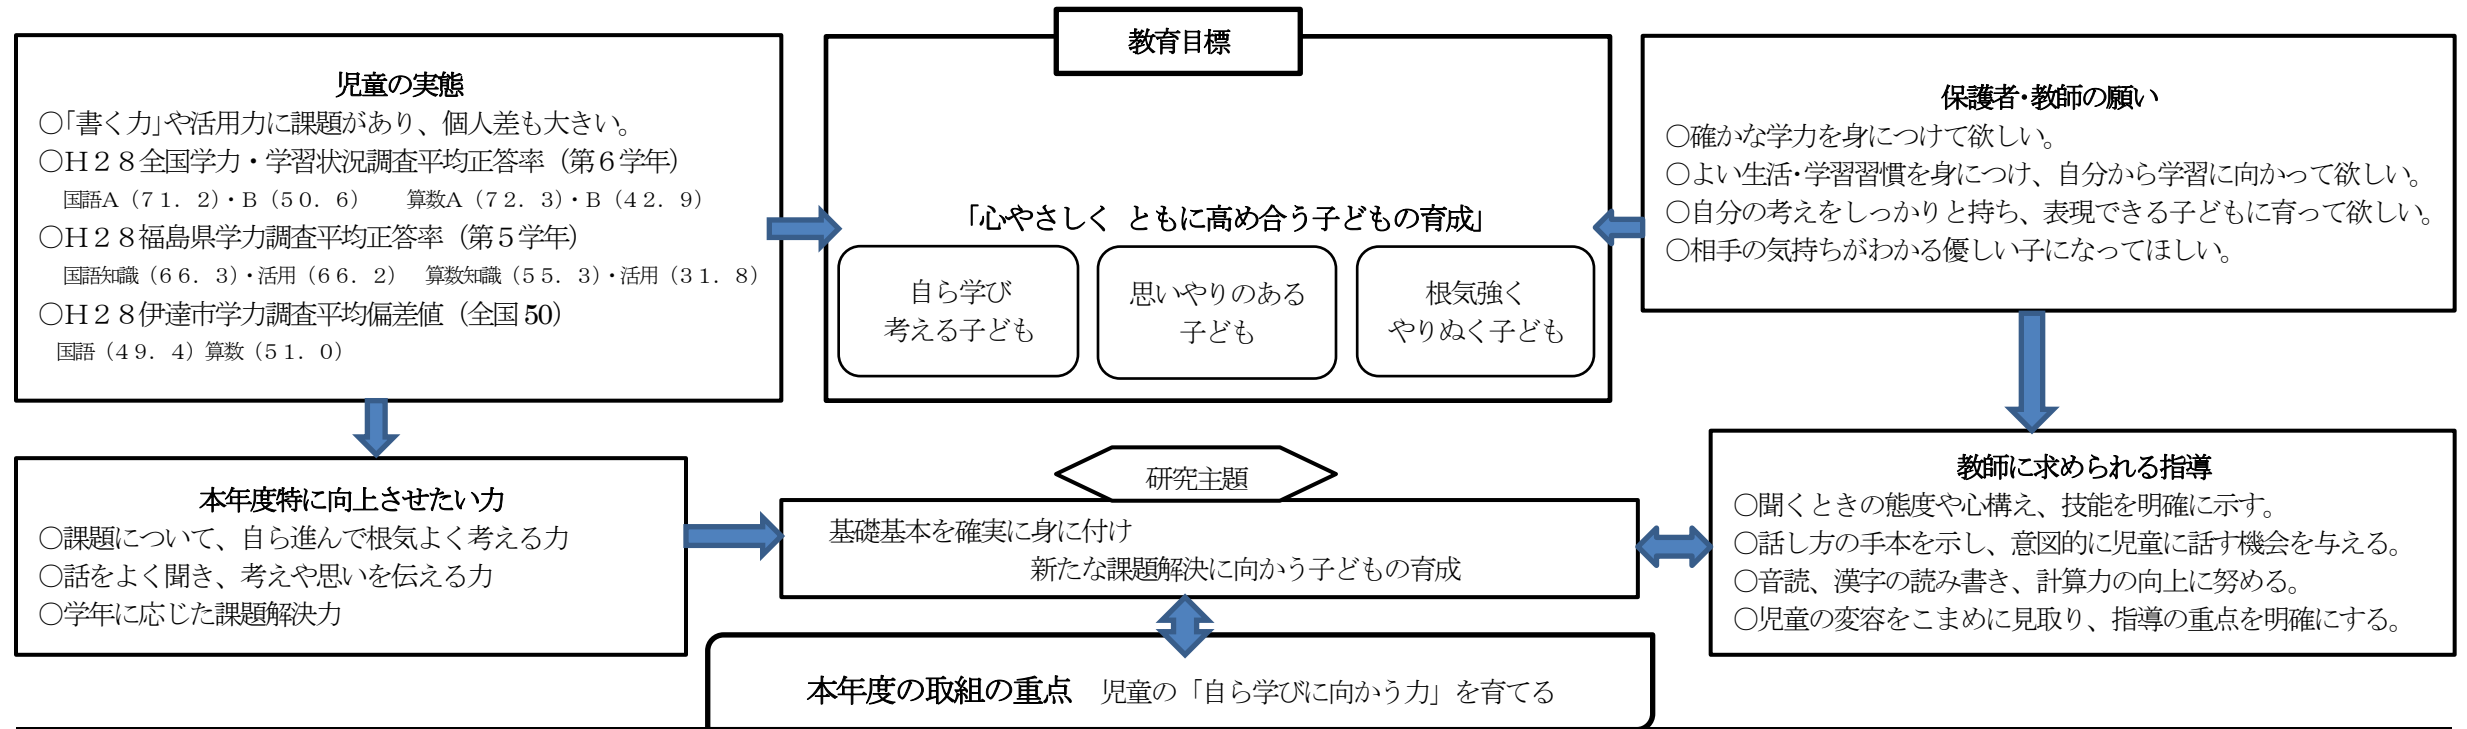 教育目標
児童の実態
○「書く力」や活用力に課題があり、個人差も大きい。
○Ｈ２８全国学力・学習状況調査平均正答率（第６学年）
国語Ａ（７１．２）・Ｂ（５０．６）　　算数Ａ（７２．３）・Ｂ（４２．９）
○Ｈ２８福島県学力調査平均正答率（第５学年）
国語知識（６６．３）・活用（６６．２）　算数知識（５５．３）・活用（３１．８）
○Ｈ２８伊達市学力調査平均偏差値（全国 50）
国語（４９．４）算数（５１．０）
「心やさしく ともに高め合う子どもの育成」
自ら学び
考える子ども
思いやりのある
子ども
根気強く
やりぬく子ども
保護者・教師の願い
○確かな学力を身につけて欲しい。
○よい生活・学習習慣を身につけ、自分から学習に向かって欲しい。
○自分の考えをしっかりと持ち、表現できる子どもに育って欲しい。
○相手の気持ちがわかる優しい子になってほしい。
本年度特に向上させたい力
○課題について、自ら進んで根気よく考える力
○話をよく聞き、考えや思いを伝える力
○学年に応じた課題解決力
研究主題
基礎基本を確実に身に付け
新たな課題解決に向かう子どもの育成
教師に求められる指導
○聞くときの態度や心構え、技能を明確に示す。
○話し方の手本を示し、意図的に児童に話す機会を与える。
○音読、漢字の読み書き、計算力の向上に努める。
○児童の変容をこまめに見取り、指導の重点を明確にする。
本年度の取組の重点　児童の「自ら学びに向かう力」を育てる